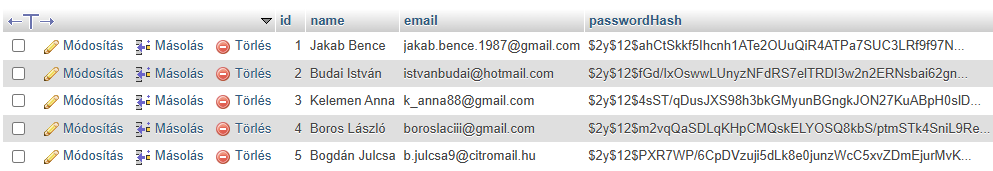 id name email passwordHash
Módosítás Másolás Törlés 1 Jakab Bence jakab.bence.1987@gmail.com $2y$12$ahCtSkkf5Ihcnh1ATe2OUuQiR4ATPa7SUC3LRf9f97N...
Módosítás Másolás Törlés 2 Budai István istvanbudai@hotmail.com $2y$12$fGd/IxOswwLUnyzNFdRS7elTRDI3w2n2ERNsbai62gn...
Módosítás Másolás Törlés 3 Kelemen Anna k_anna88@gmail.com $2y$12$4sST/qDusJXS98h3bkGMyunBGngkJON27KuABpH0slD...
Módosítás Másolás Törlés 4 Boros László boroslaciii@gmail.com $2y$12$m2vqQaSDLqKHpCMQskELYOSQ8kbS/ptmSTk4SniL9Re...
Módosítás Másolás Törlés 5 Bogdán Julcsa b.julcsa9@citromail.hu $2y$12$PXR7WP/6CpDVzuji5dLk8e0junzWcC5xvZDmEjurMvK...